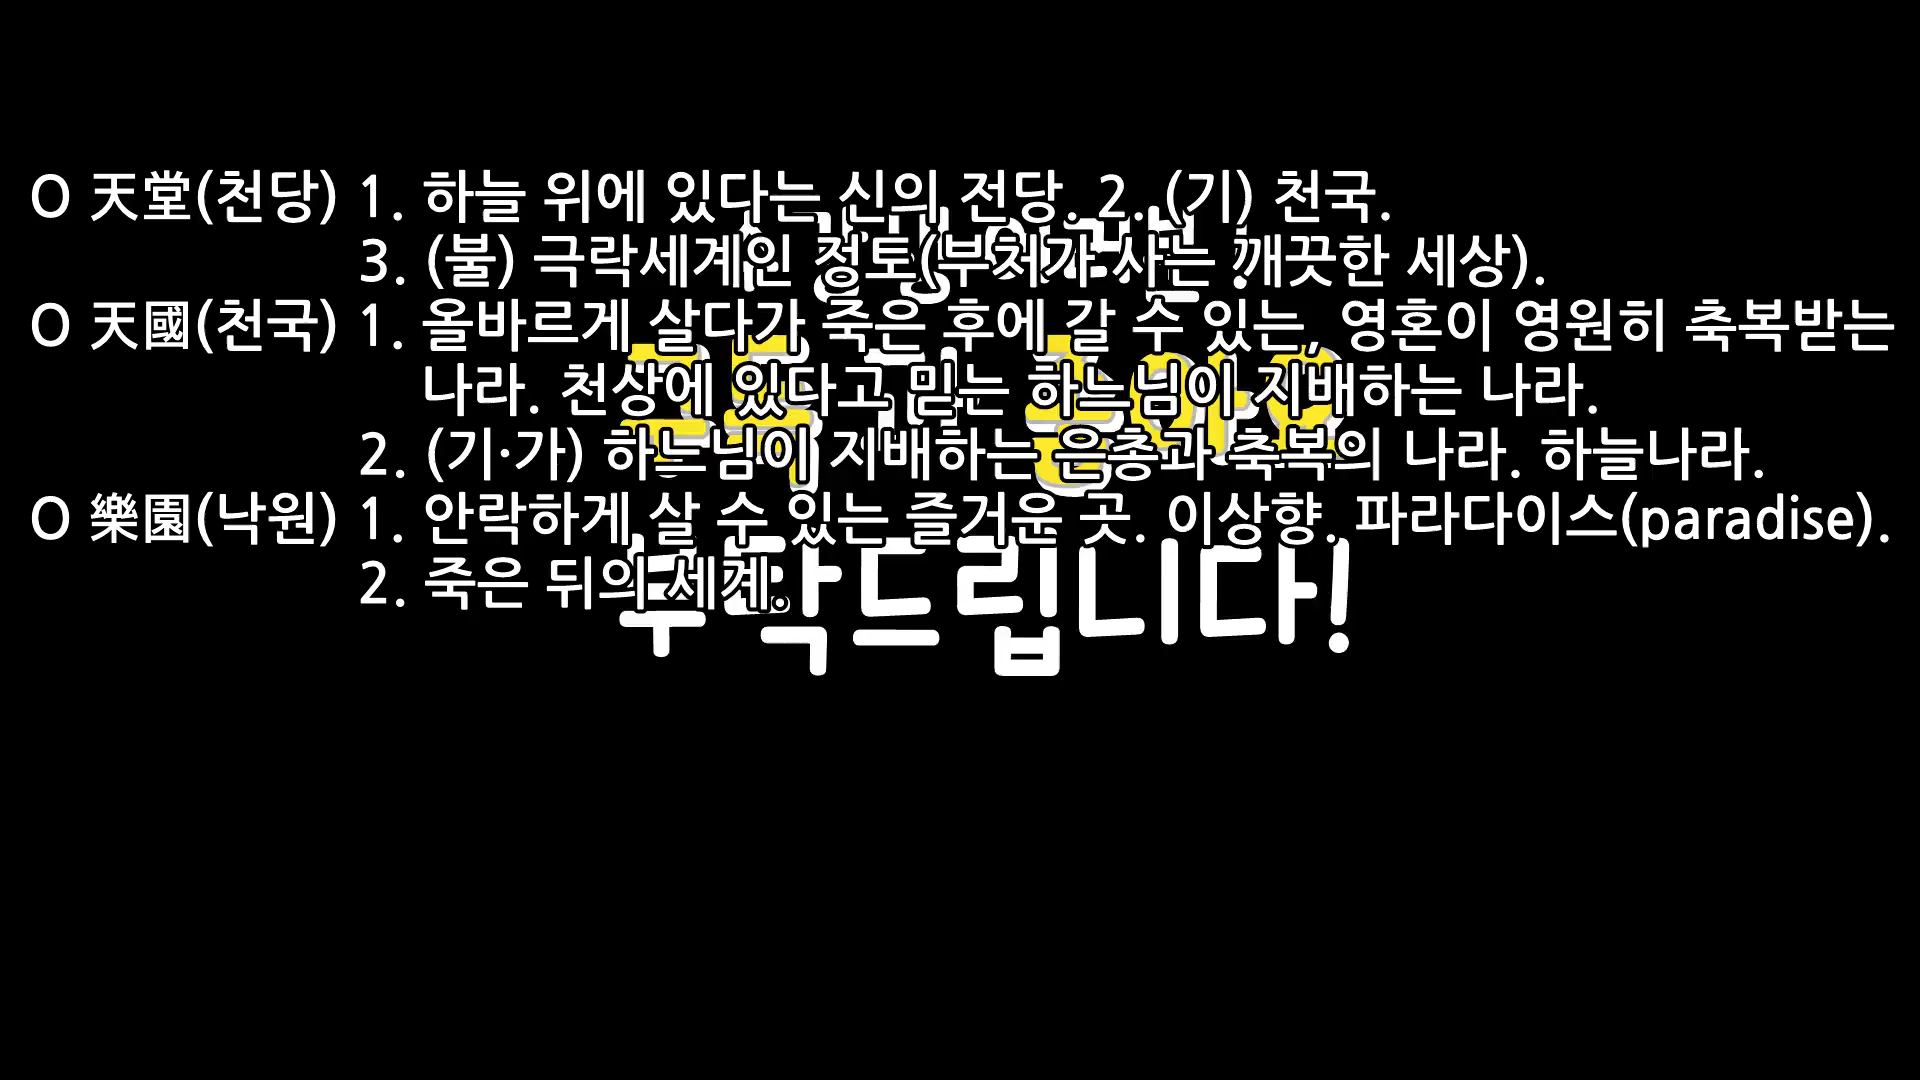 O 天堂(천당) 1. 하늘 위에 있다는 신의 전당. 2. (기) 천국.
3. (불) 극락세계인 정토(부처가 사는 깨끗한 세상).
O 天國(천국) 1. 올바르게 살다가 죽은 후에 갈 수 있는, 영혼이 영원히 축복받는
나라. 천상에 있다고 믿는 하느님이 지배하는 나라.
2. (기·가) 하느님이 지배하는 은총과 축복의 나라. 하늘나라.
O 樂園(낙원) 1. 안락하게 살 수 있는 즐거운 곳. 이상향. 파라다이스(paradise).
2. 죽은 뒤의 세계.
부탁드립니다!